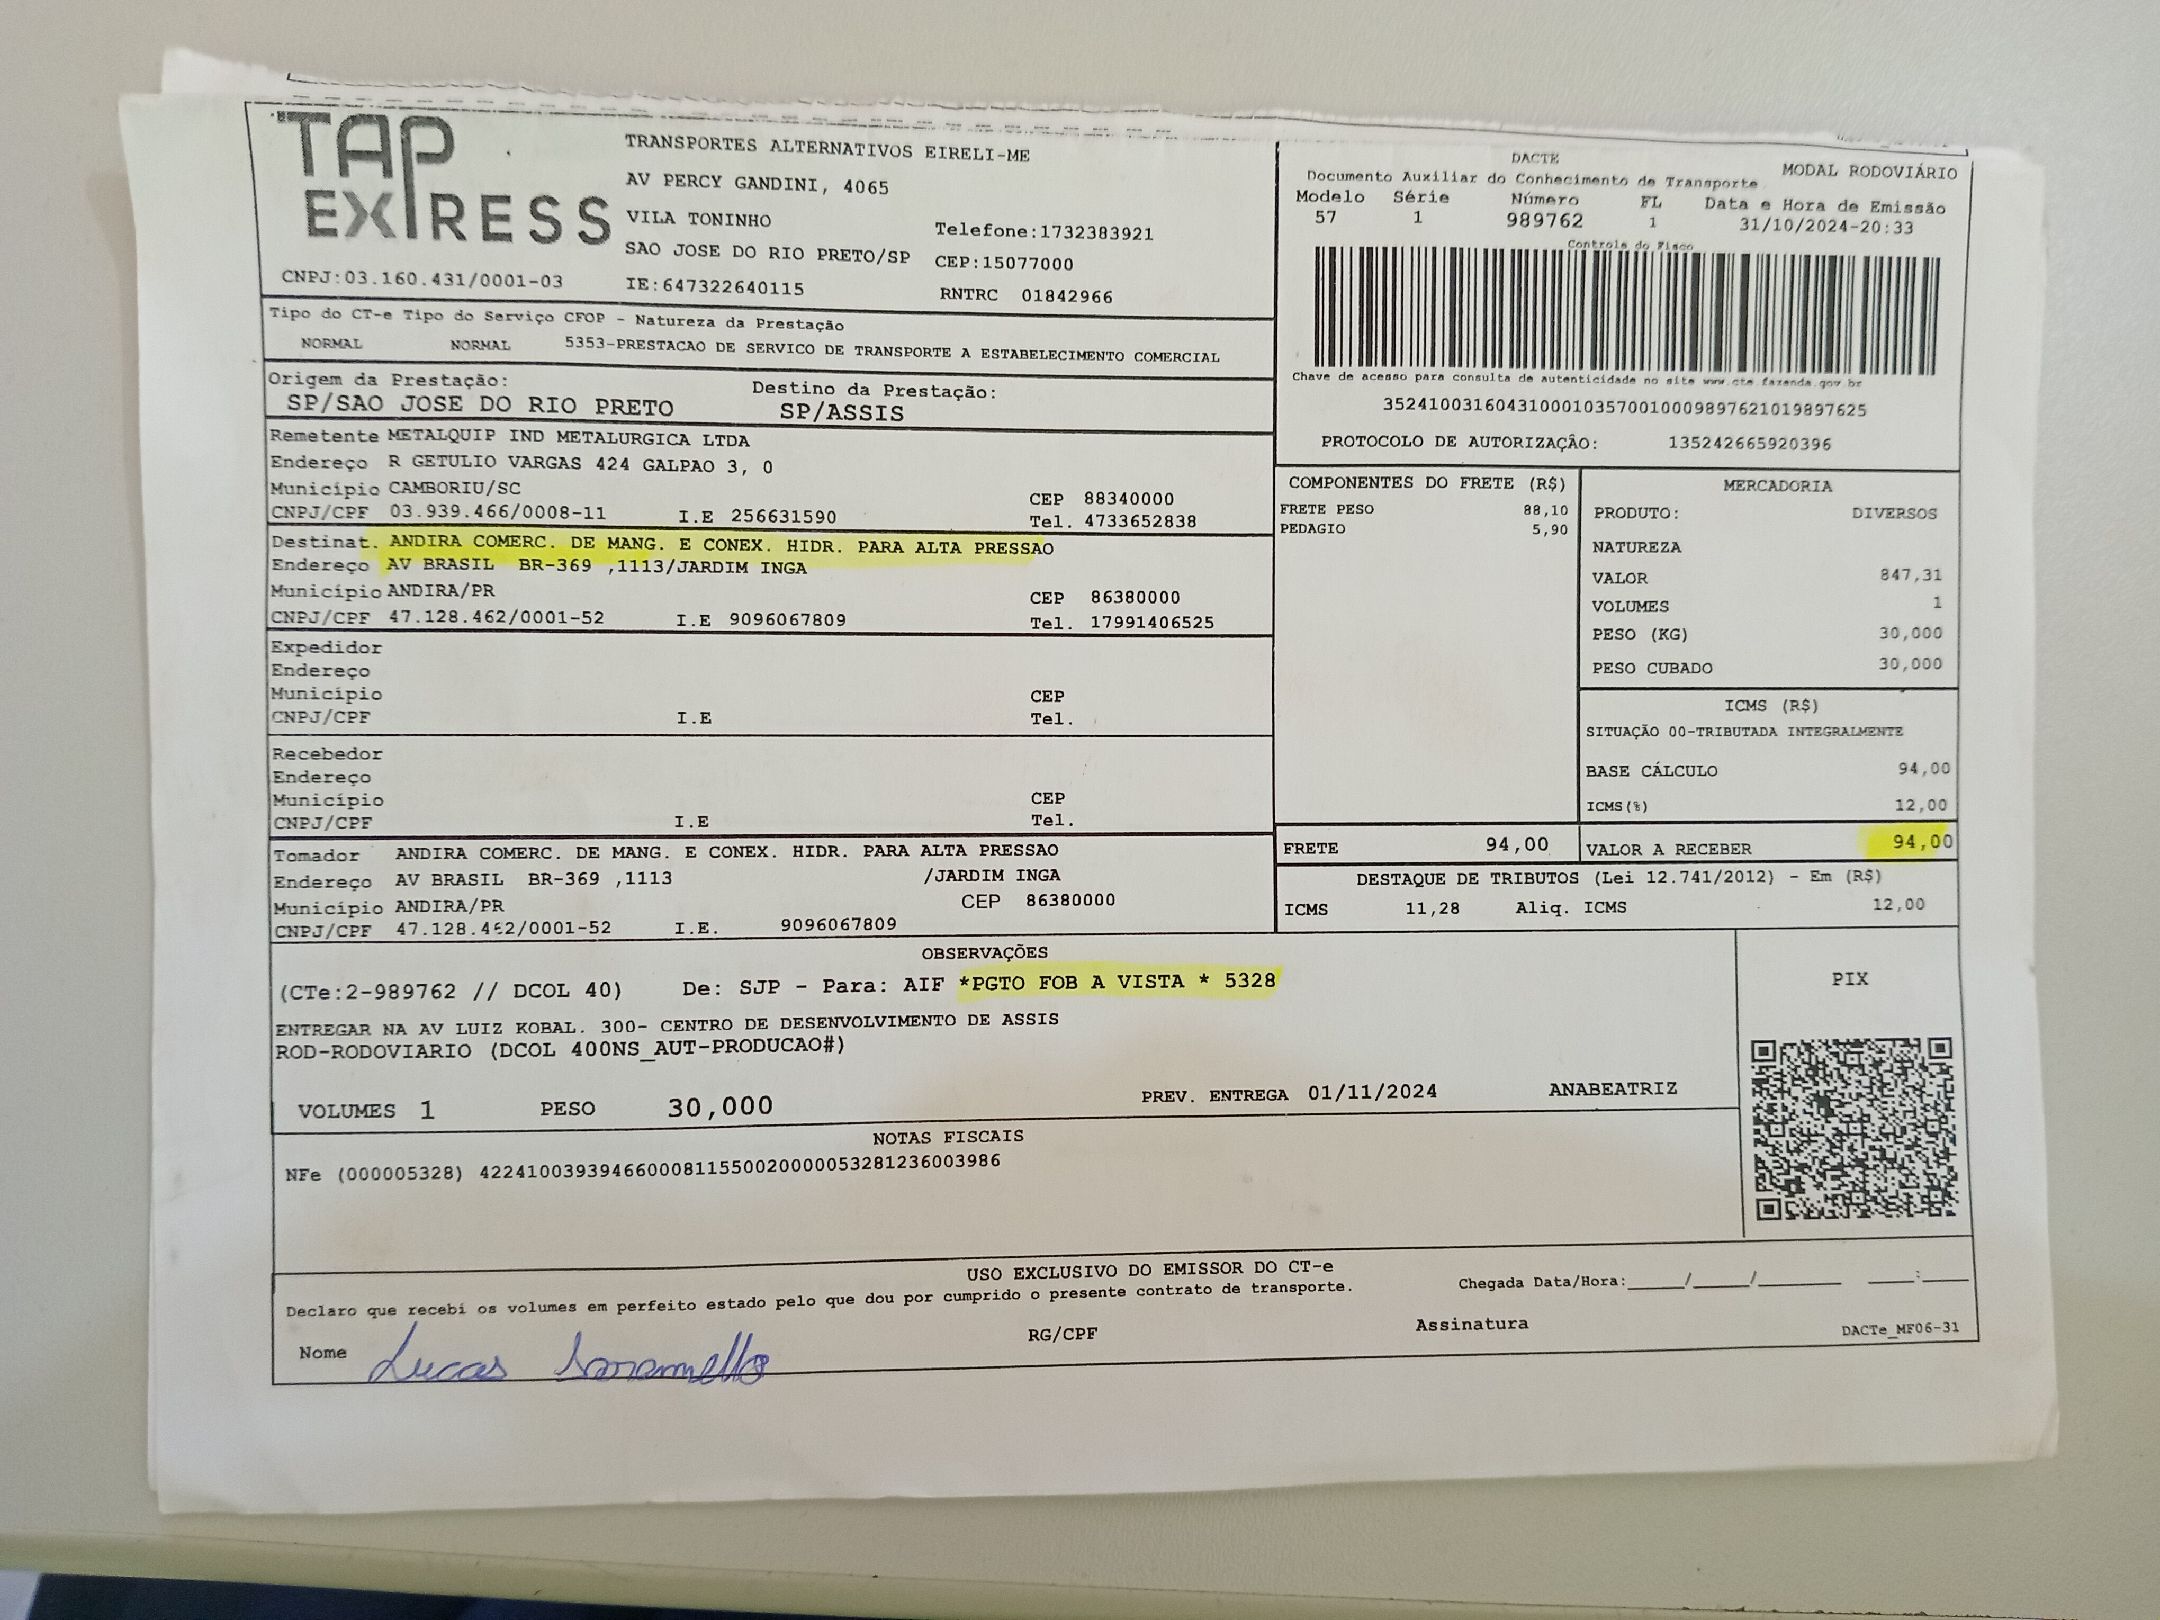 TAP EXPRESS
TRANSPORTES ALTERNATIVOS EIRELI-ME
AV PERCY GANDINI, 4065
VILA TONINHO
Telefone:1732383921
SAO JOSE DO RIO PRETO/SP CEP:15077000
CNPJ:03.160.431/0001-03 IE:647322640115 RNTRC 01842966
DACTE MODAL RODOVIÁRIO
Documento Auxiliar do Conhecimento de Transporte
Modelo Série Número FL Data e Hora de Emissão
57 1 989762 1 31/10/2024-20:33
Controle do Fisco
Chave de acesso para consulta de autenticidade no site www.cte.fazenda.gov.br
35241003160431000103570010009897621019897625
PROTOCOLO DE AUTORIZAÇÃO: 135242665920396
Tipo do CT-e Tipo do Serviço CFOP - Natureza da Prestação
NORMAL NORMAL 5353-PRESTACAO DE SERVICO DE TRANSPORTE A ESTABELECIMENTO COMERCIAL
Origem da Prestação: Destino da Prestação:
SP/SAO JOSE DO RIO PRETO SP/ASSIS
Remetente METALQUIP IND METALURGICA LTDA
Endereço R GETULIO VARGAS 424 GALPAO 3, 0
Município CAMBORIU/SC CEP 88340000
CNPJ/CPF 03.939.466/0008-11 I.E 256631590 Tel. 4733652838
Destinat. ANDIRA COMERC. DE MANG. E CONEX. HIDR. PARA ALTA PRESSAO
Endereço AV BRASIL BR-369 ,1113/JARDIM INGA
Município ANDIRA/PR CEP 86380000
CNPJ/CPF 47.128.462/0001-52 I.E 9096067809 Tel. 17991406525
Expedidor
Endereço
Município CEP
CNPJ/CPF I.E Tel.
Recebedor
Endereço
Município CEP
CNPJ/CPF I.E Tel.
Tomador ANDIRA COMERC. DE MANG. E CONEX. HIDR. PARA ALTA PRESSAO
Endereço AV BRASIL BR-369 ,1113 /JARDIM INGA
Município ANDIRA/PR CEP 86380000
CNPJ/CPF 47.128.462/0001-52 I.E. 9096067809
COMPONENTES DO FRETE (R$)
FRETE PESO 88,10
PEDAGIO 5,90
MERCADORIA
PRODUTO: DIVERSOS
NATUREZA
VALOR 847,31
VOLUMES 1
PESO (KG) 30,000
PESO CUBADO 30,000
ICMS (R$)
SITUAÇÃO 00-TRIBUTADA INTEGRALMENTE
BASE CÁLCULO 94,00
ICMS(%) 12,00
FRETE 94,00 VALOR A RECEBER 94,00
DESTAQUE DE TRIBUTOS (Lei 12.741/2012) - Em (R$)
ICMS 11,28 Aliq. ICMS 12,00
OBSERVAÇÕES
(CTe:2-989762 // DCOL 40) De: SJP - Para: AIF *PGTO FOB A VISTA * 5328
ENTREGAR NA AV LUIZ KOBAL. 300- CENTRO DE DESENVOLVIMENTO DE ASSIS
ROD-RODOVIARIO (DCOL 400NS_AUT-PRODUCAO#)
VOLUMES 1 PESO 30,000 PREV. ENTREGA 01/11/2024 ANABEATRIZ
PIX
NOTAS FISCAIS
NFe (000005328) 42241003939466000811550020000053281236003986
USO EXCLUSIVO DO EMISSOR DO CT-e
Declaro que recebi os volumes em perfeito estado pelo que dou por cumprido o presente contrato de transporte.
Chegada Data/Hora:____/____/______ ___:___
Nome Lucas RG/CPF Assinatura DACTe_MF06-31